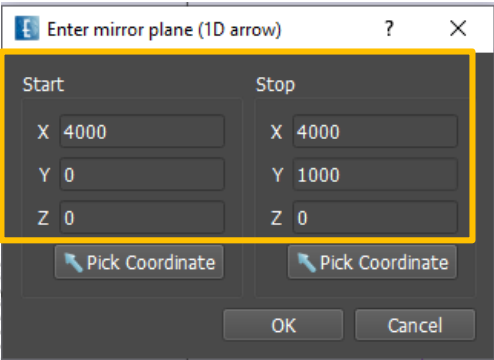 Enter mirror plane (1D arrow) ?
Start Stop
X 4000 X 4000
Y 0 Y 1000
Z 0 Z 0
Pick Coordinate Pick Coordinate
OK Cancel